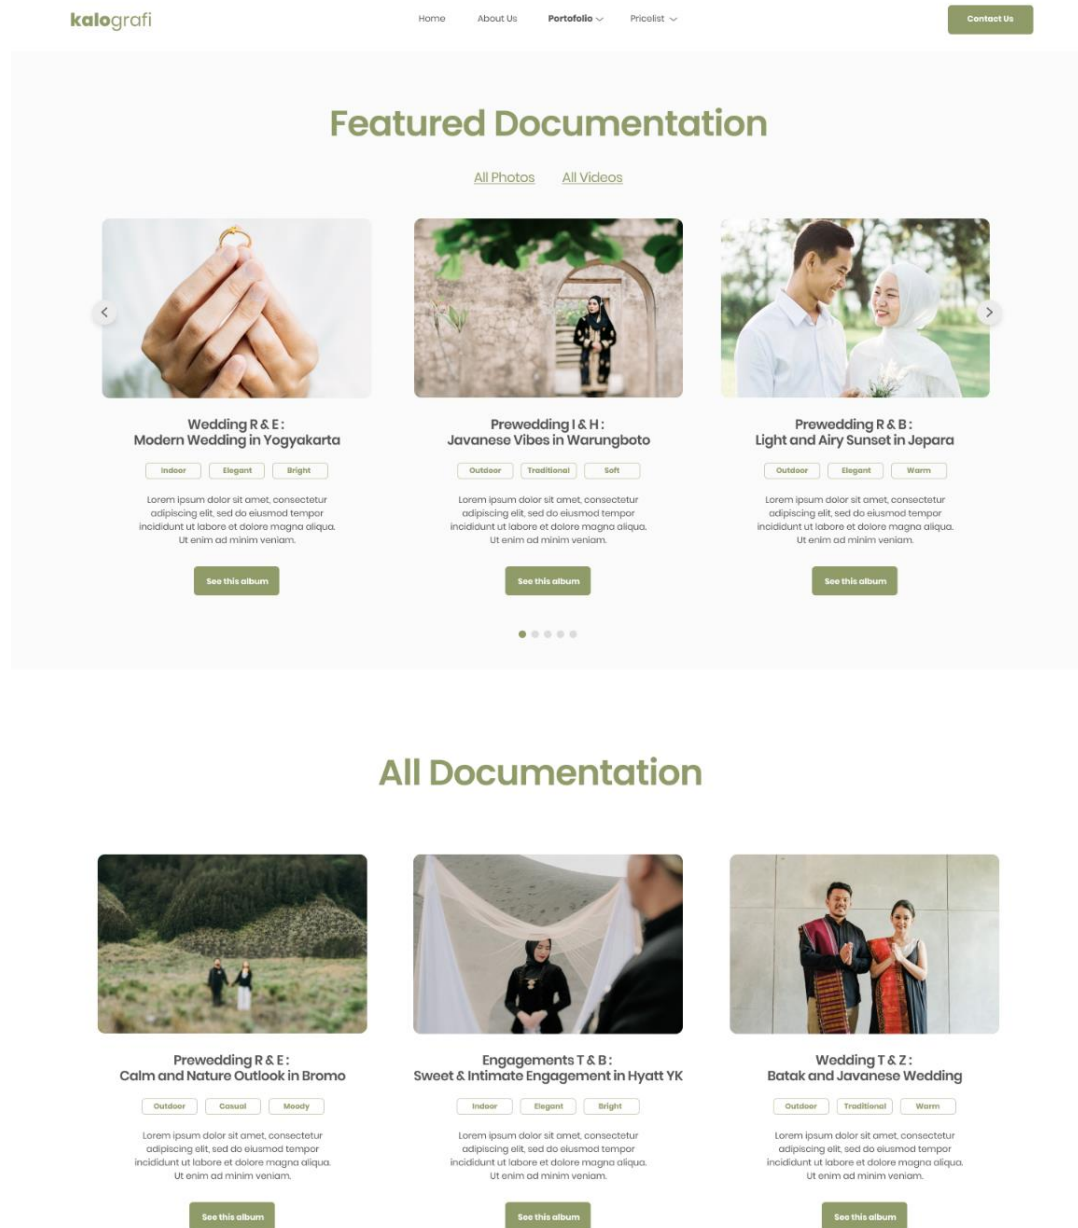 kalografi
Home About Us Portofolio Pricelist Contact Us
Featured Documentation
All Photos All Videos
Wedding R & E :
Modern Wedding in Yogyakarta
Indoor Elegant Bright
Lorem ipsum dolor sit amet, consectetur
adipiscing elit, sed do eiusmod tempor
incididunt ut labore et dolore magna aliqua.
Ut enim ad minim veniam.
See this album
Prewedding I & H :
Javanese Vibes in Warungboto
Outdoor Traditional Soft
Lorem ipsum dolor sit amet, consectetur
adipiscing elit, sed do eiusmod tempor
incididunt ut labore et dolore magna aliqua.
Ut enim ad minim veniam.
See this album
Prewedding R & B :
Light and Airy Sunset in Jepara
Outdoor Elegant Warm
Lorem ipsum dolor sit amet, consectetur
adipiscing elit, sed do eiusmod tempor
incididunt ut labore et dolore magna aliqua.
Ut enim ad minim veniam.
See this album
All Documentation
Prewedding R & E :
Calm and Nature Outlook in Bromo
Outdoor Casual Moody
Lorem ipsum dolor sit amet, consectetur
adipiscing elit, sed do eiusmod tempor
incididunt ut labore et dolore magna aliqua.
Ut enim ad minim veniam.
See this album
Engagements T & B :
Sweet & Intimate Engagement in Hyatt YK
Indoor Elegant Bright
Lorem ipsum dolor sit amet, consectetur
adipiscing elit, sed do eiusmod tempor
incididunt ut labore et dolore magna aliqua.
Ut enim ad minim veniam.
See this album
Wedding T & Z :
Batak and Javanese Wedding
Outdoor Traditional Warm
Lorem ipsum dolor sit amet, consectetur
adipiscing elit, sed do eiusmod tempor
incididunt ut labore et dolore magna aliqua.
Ut enim ad minim veniam.
See this album